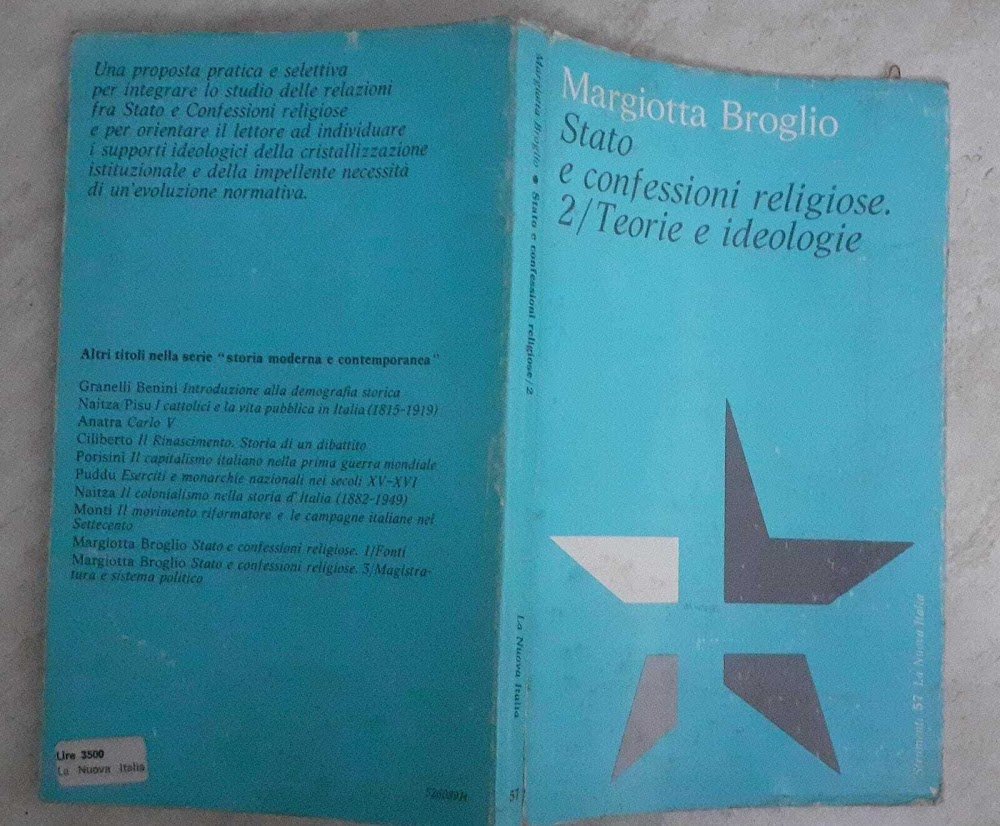 Una proposta pratica e selettiva
per integrare lo studio delle relazioni
fra Stato e Confessioni religiose
e per orientare il lettore ad individuare
i supporti ideologici della cristallizzazione
istituzionale e della impellente necessità
di un'evoluzione normativa.
Altri titoli nella serie "storia moderna e contemporanea"
Granelli Benini Introduzione alla demografia storica
Naitza/Pisu I cattolici e la vita pubblica in Italia (1815-1919)
Anatra Carlo V
Ciliberto Il Rinascimento. Storia di un dibattito
Porisini Il capitalismo italiano nella prima guerra mondiale
Puddu Eserciti e monarchie nazionali nei secoli XV-XVI
Naitza Il colonialismo nella storia d'Italia (1882-1949)
Monti Il movimento riformatore e le campagne italiane nel
Settecento
Margiotta Broglio Stato e confessioni religiose. 1/Fonti
Margiotta Broglio Stato e confessioni religiose. 3/Magistra-
tura e sistema politico
Lire 3500
La Nuova Italia
Margiotta Broglio • Stato e confessioni religiose/2
La Nuova Italia
57
Margiotta Broglio
Stato
e confessioni religiose.
2/Teorie e ideologie
Strumenti 57 La Nuova Italia